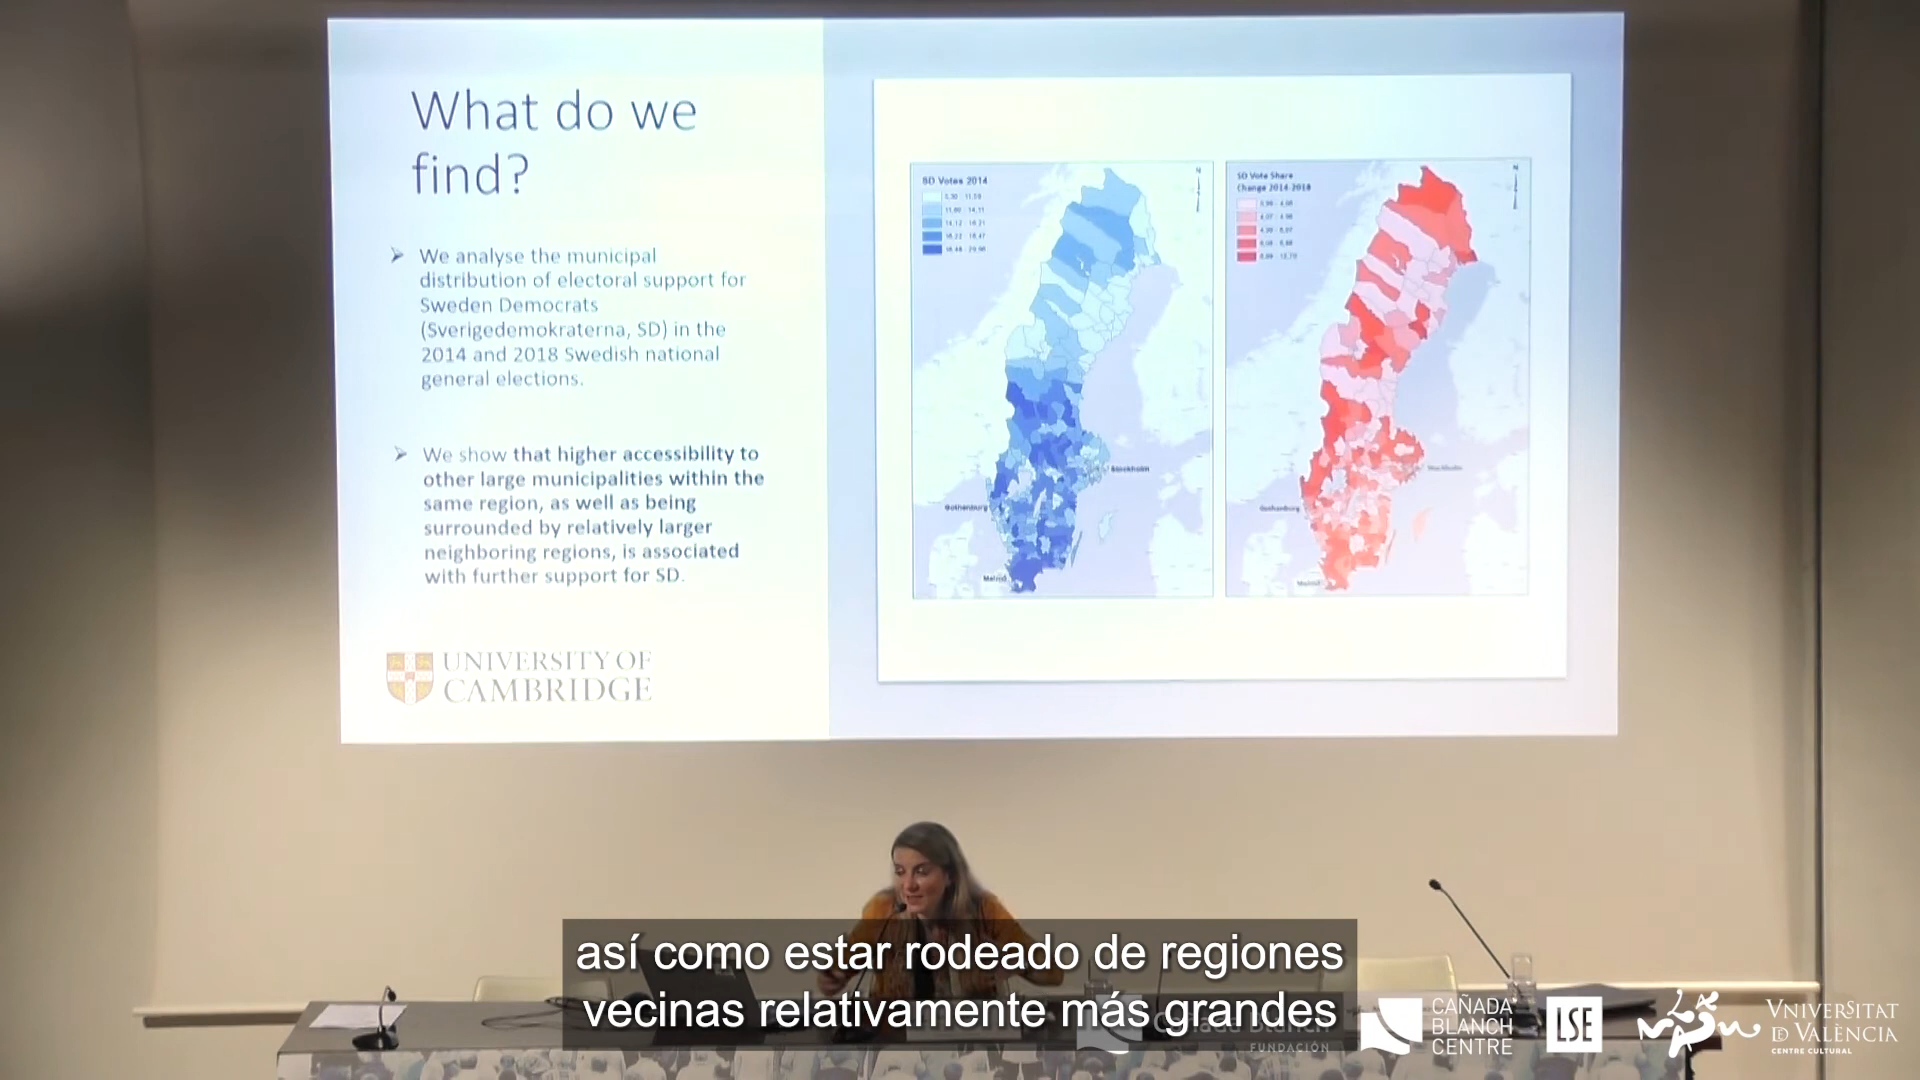 What do we
find?
We analyse the municipal
distribution of electoral support for
Sweden Democrats
(Sverigedemokraterna, SD) in the
2014 and 2018 Swedish national
general elections.
We show that higher accessibility to
other large municipalities within the
same region, as well as being
surrounded by relatively larger
neighboring regions, is associated
with further support for SD.
UNIVERSITY OF
CAMBRIDGE
SD Votes 2014
Stockholm
Gothenburg
Malmö
SD Vote Share
Change 2014-2018
Stockholm
Gothenburg
Malmö
así como estar rodeado de regiones
vecinas relativamente más grandes
FUNDACIÓN
CAÑADA
BLANCH
CENTRE
LSE
VNIVERSITAT
DE VALÈNCIA
CENTRE CULTURAL